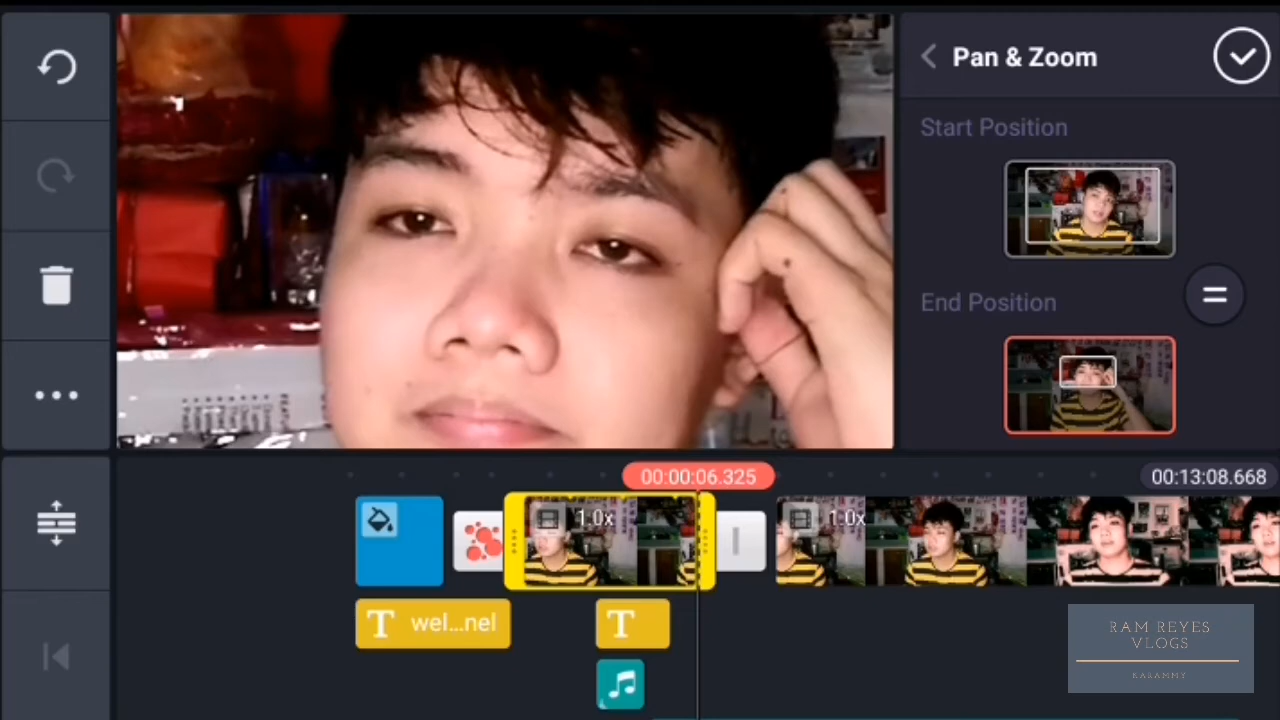 Pan & Zoom
Start Position
End Position
00:00:06.325
00:13:08.668
1.0x
1.0x
T wel...nel
T
RAM REYES
VLOGS
KAKAMMY